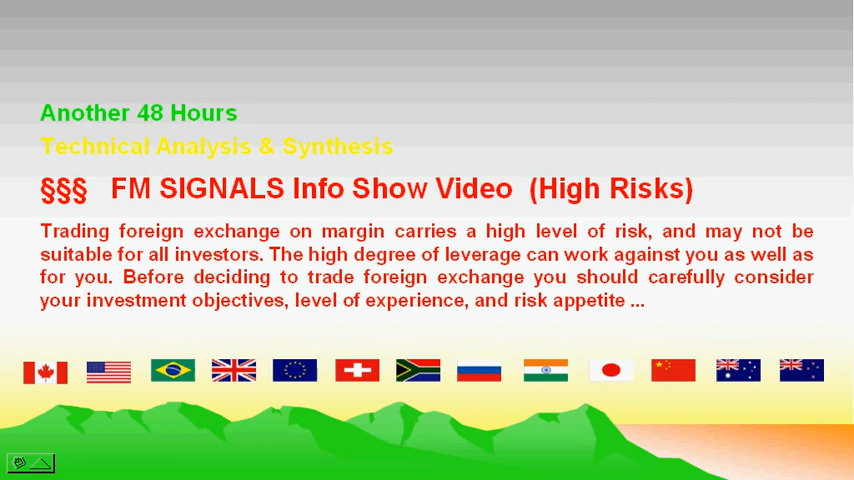 Another 48 Hours
Technical Analysis & Synthesis
§§§ FM SIGNALS Info Show Video (High Risks)
Trading foreign exchange on margin carries a high level of risk, and may not be
suitable for all investors. The high degree of leverage can work against you as well as
for you. Before deciding to trade foreign exchange you should carefully consider
your investment objectives, level of experience, and risk appetite ...